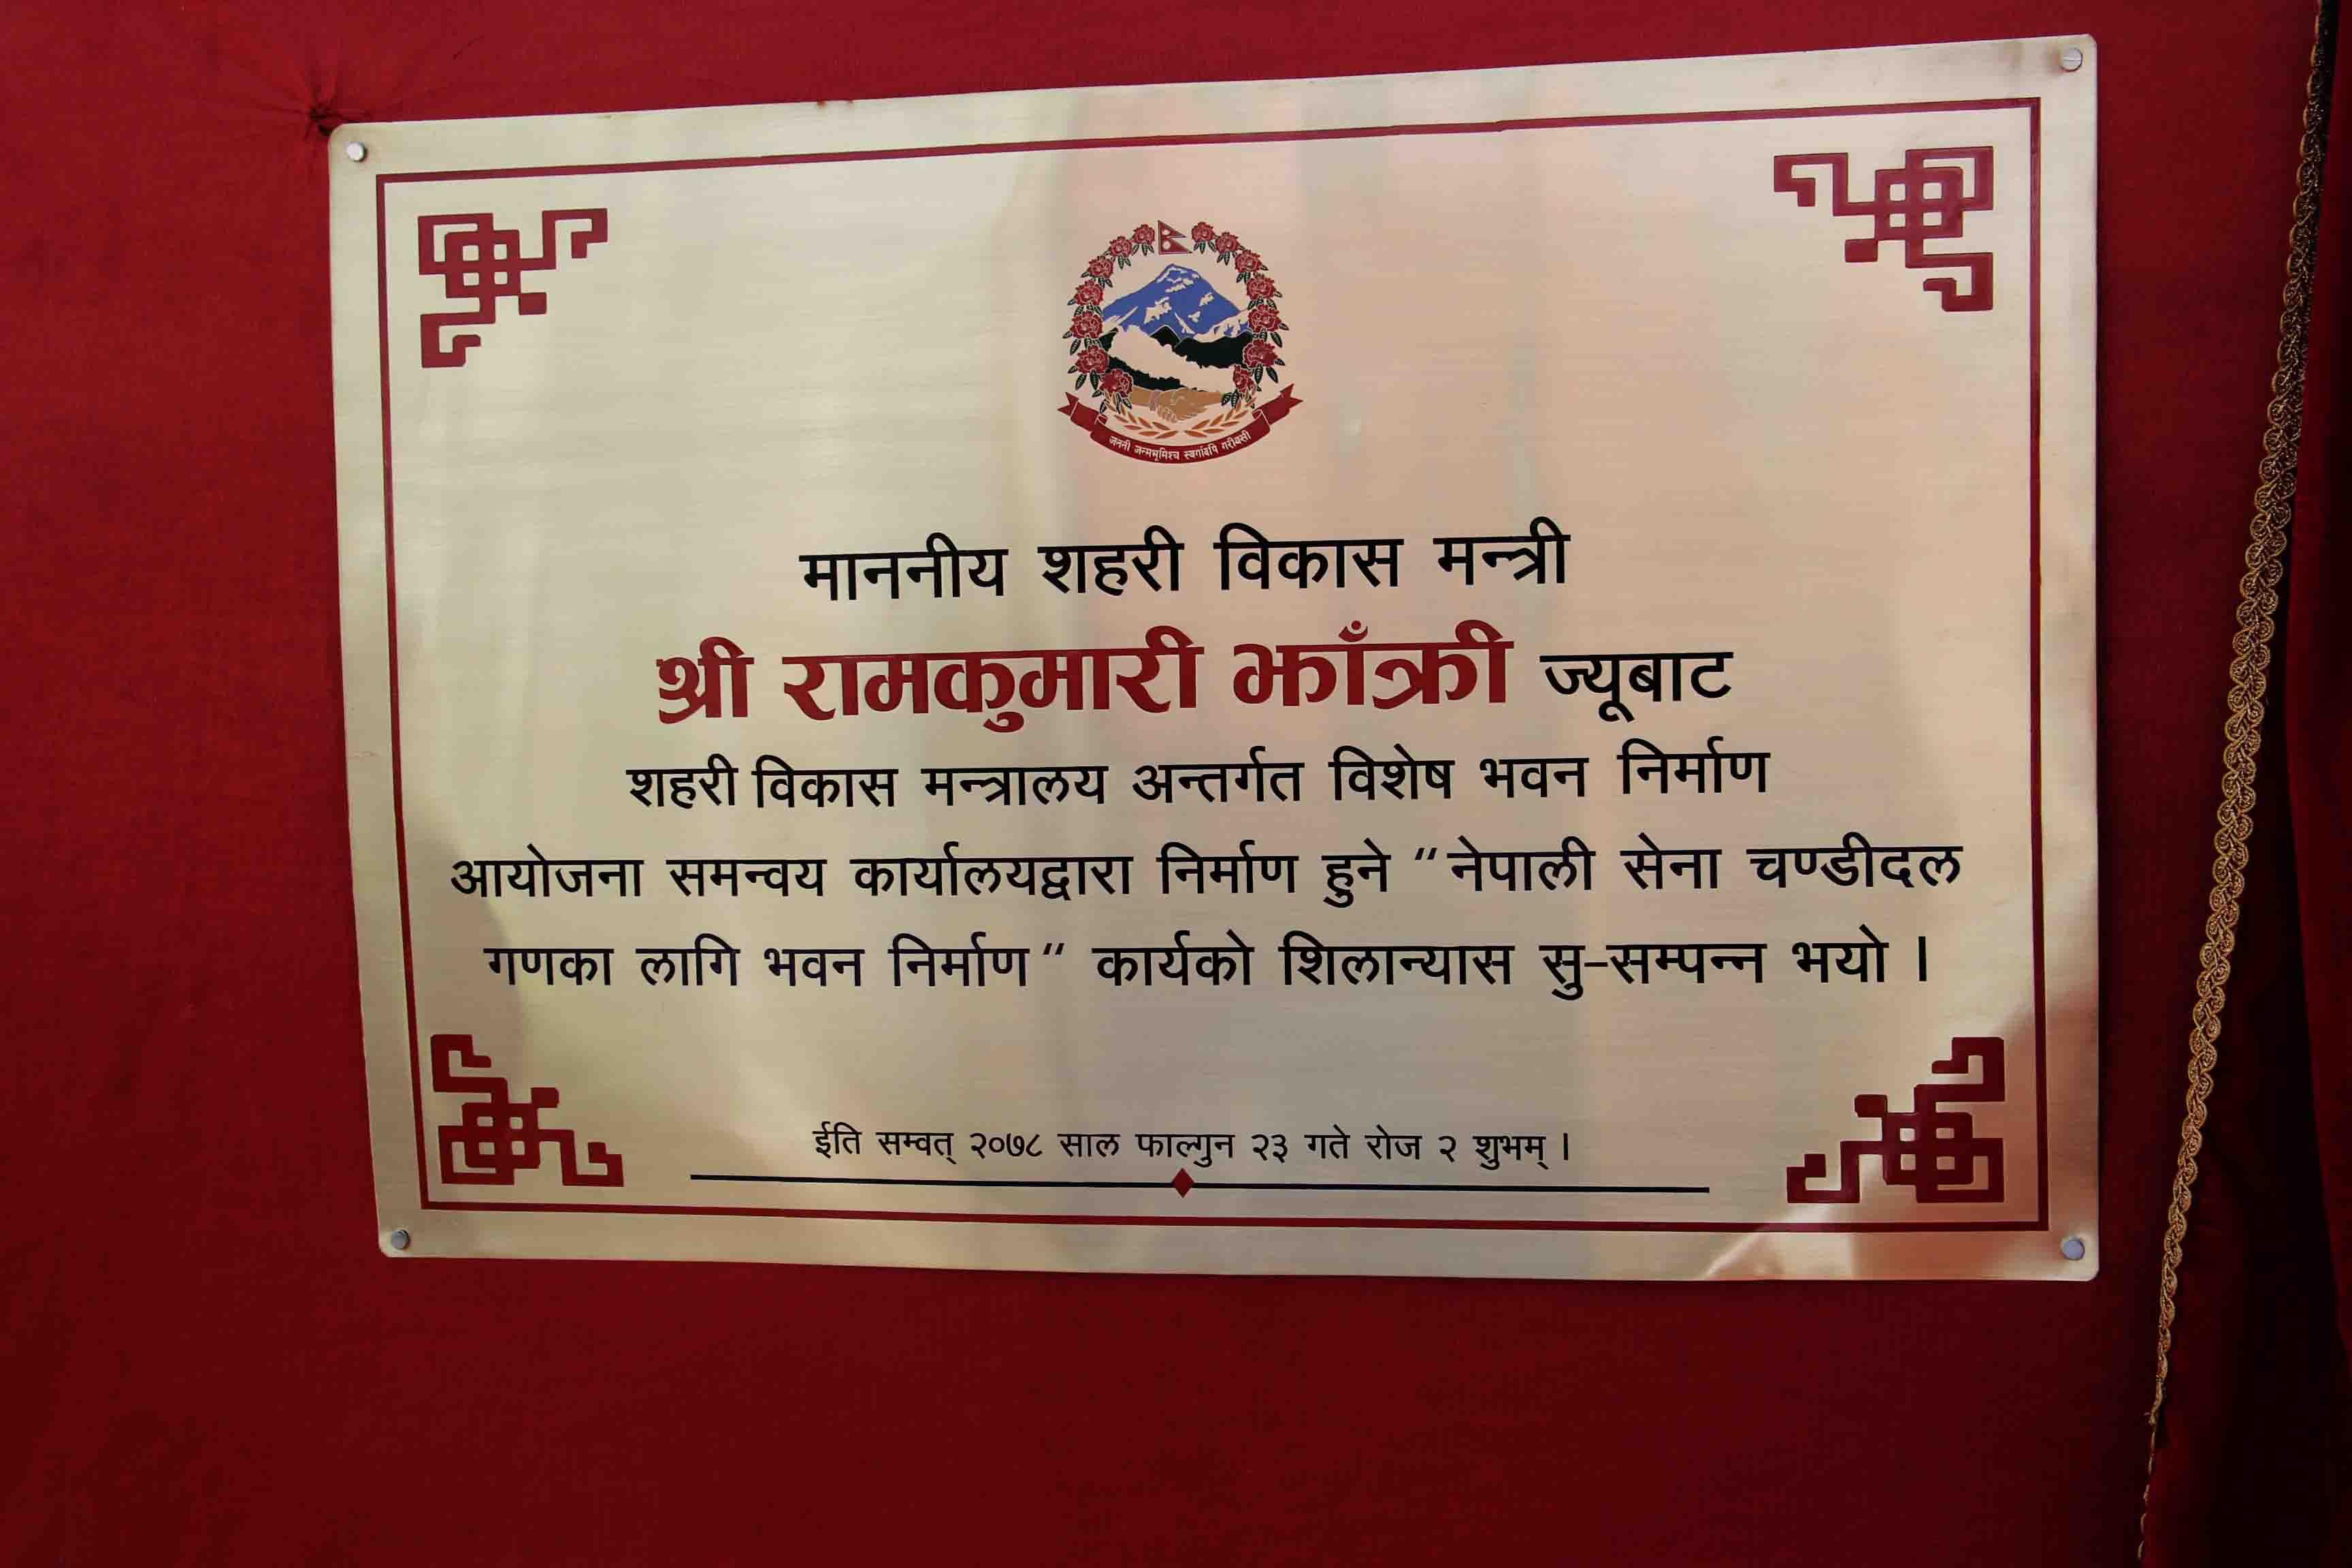 जननी जन्मभूमिश्च स्वर्गादपि गरीयसी
माननीय शहरी विकास मन्त्री
श्री रामकुमारी झाँक्री ज्यूबाट
शहरी विकास मन्त्रालय अन्तर्गत विशेष भवन निर्माण
आयोजना समन्वय कार्यालयद्वारा निर्माण हुने “नेपाली सेना चण्डीदल
गणका लागि भवन निर्माण“ कार्यको शिलान्यास सु-सम्पन्न भयो ।
ईति सम्वत् २०७८ साल फाल्गुन २३ गते रोज २ शुभम् ।